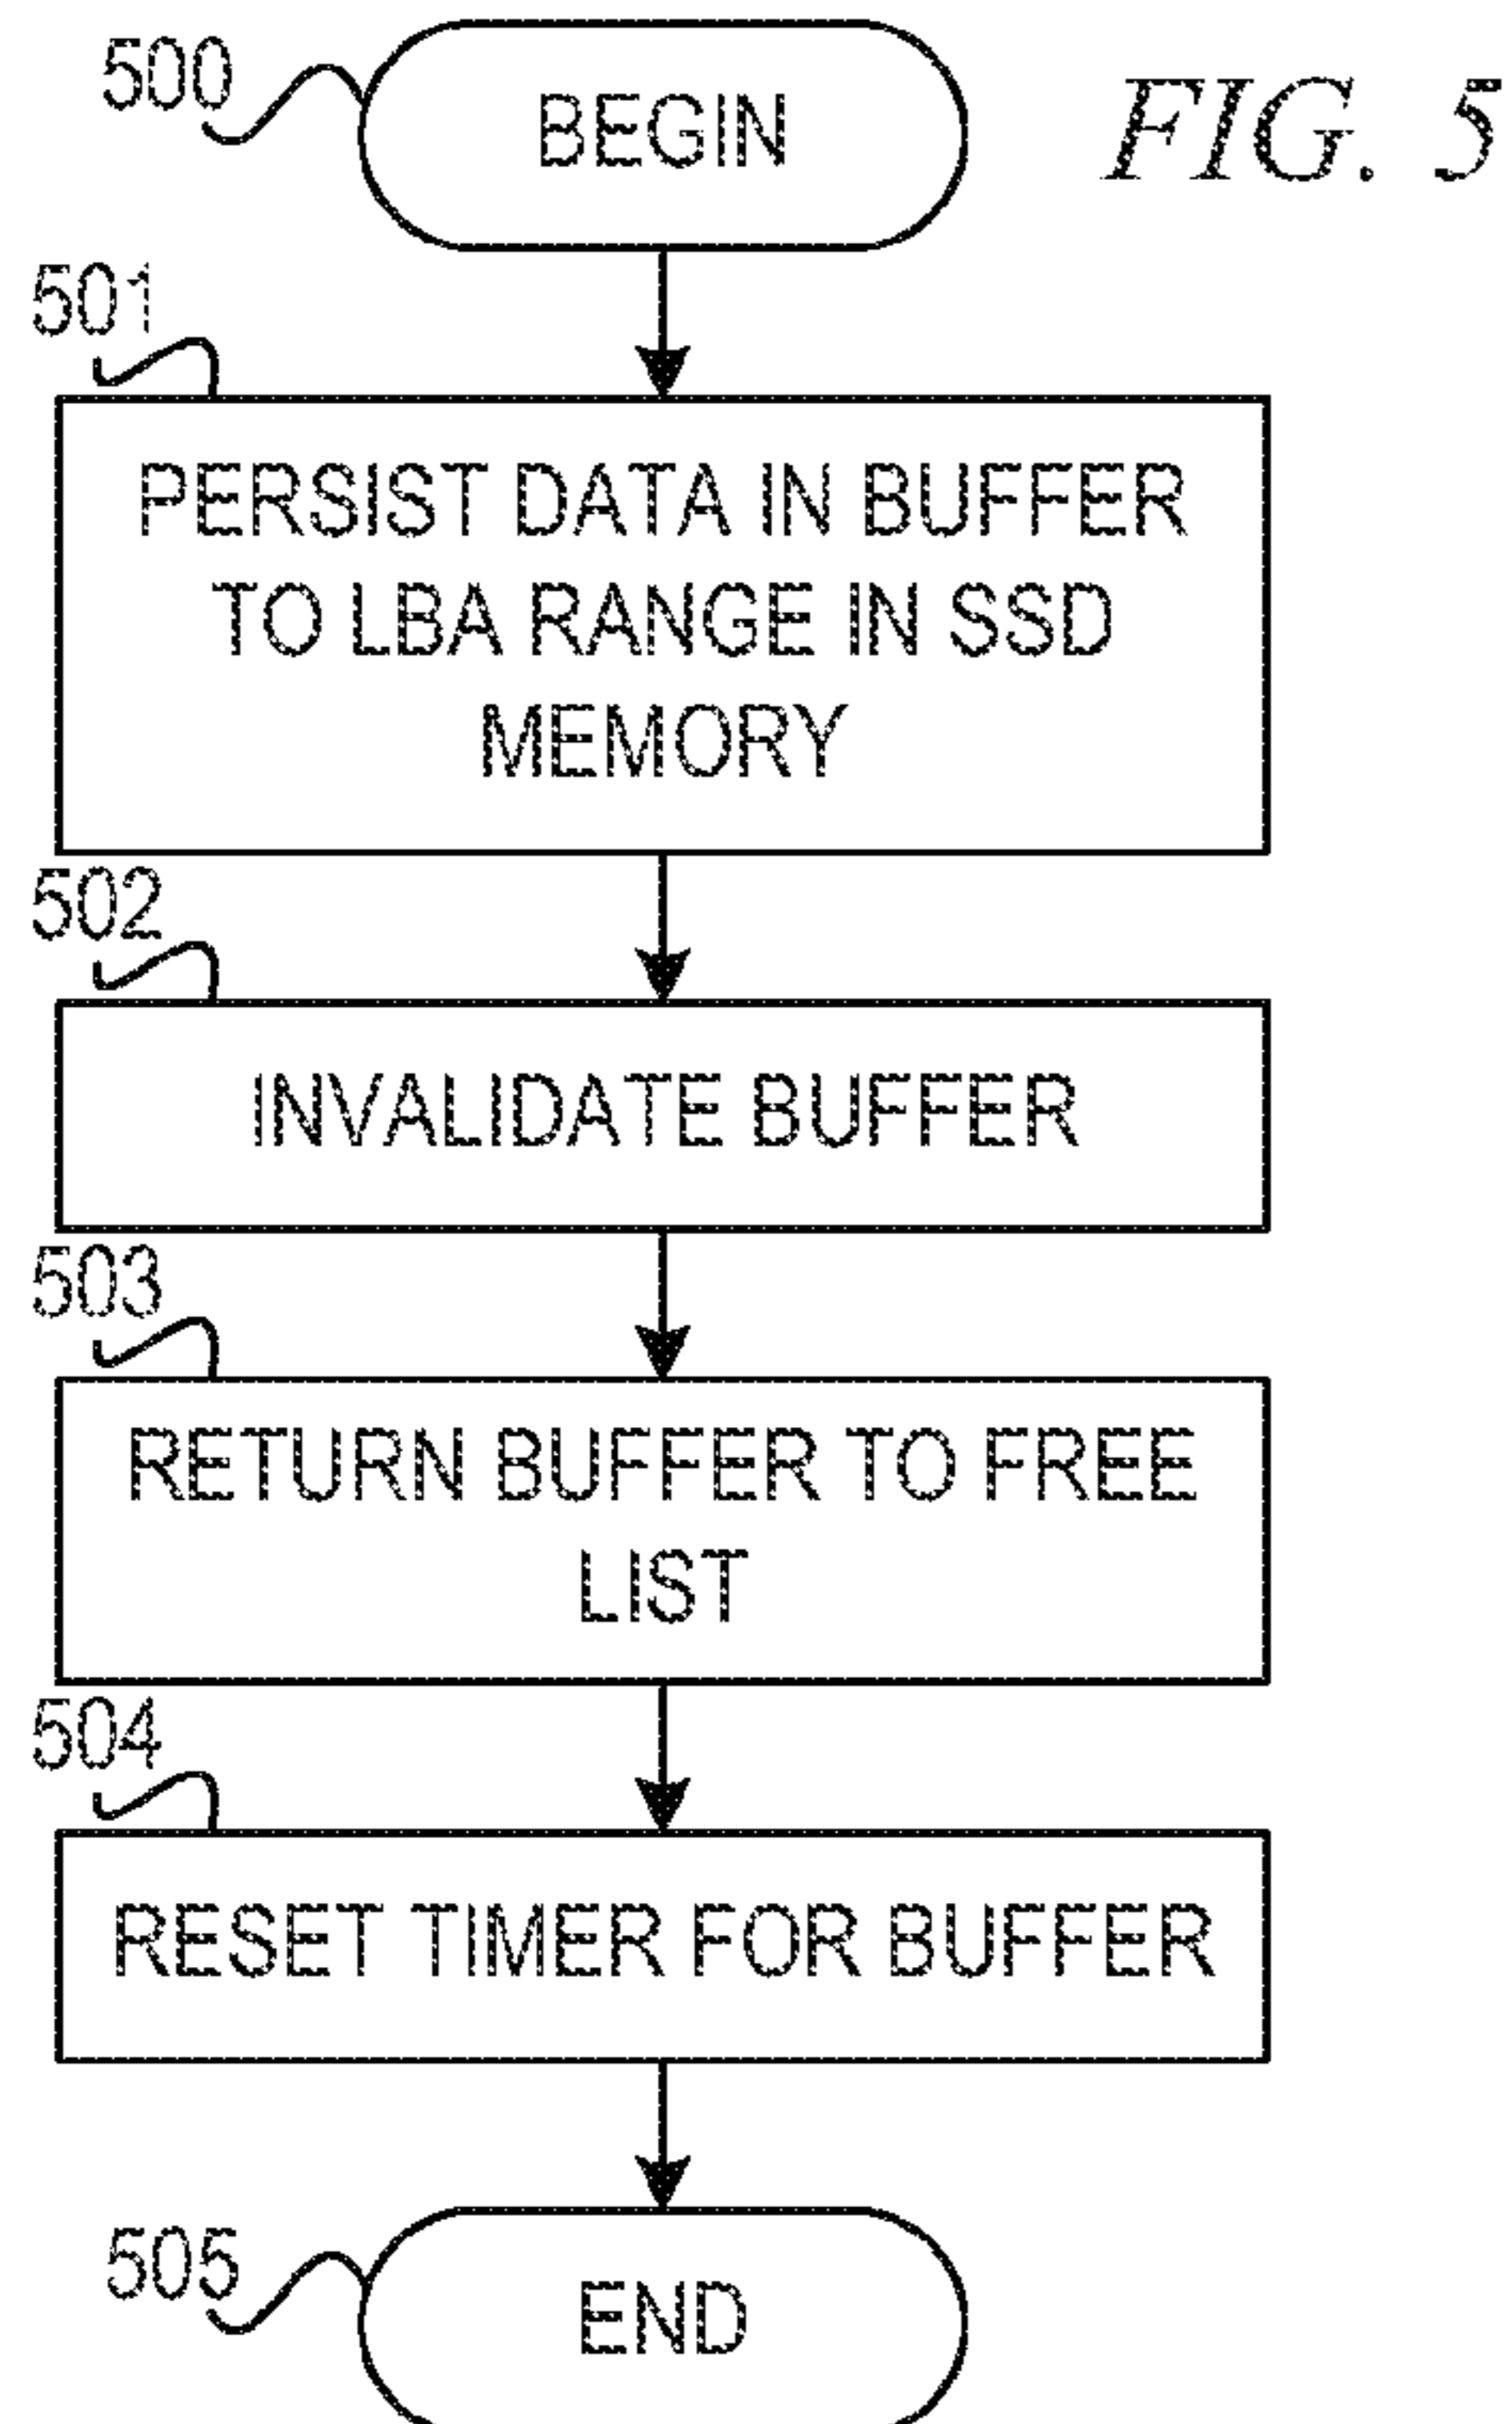 500
BEGIN
FIG. 5
501
PERSIST DATA IN BUFFER
TO LBA RANGE IN SSD
MEMORY
502
INVALIDATE BUFFER
503
RETURN BUFFER TO FREE
LIST
504
RESET TIMER FOR BUFFER
505
END